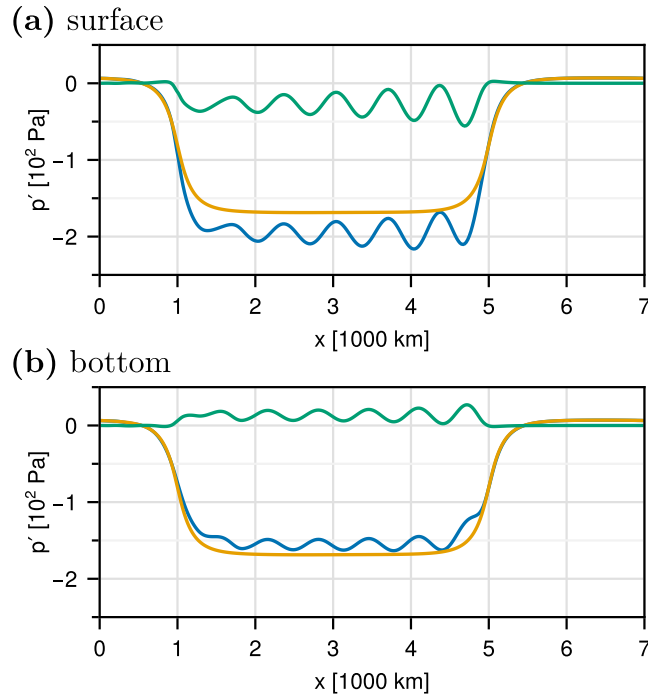 (a) surface
0
−1
−2
p′ [10² Pa]
0 1 2 3 4 5 6 7
x [1000 km]
(b) bottom
0
−1
−2
p′ [10² Pa]
0 1 2 3 4 5 6 7
x [1000 km]